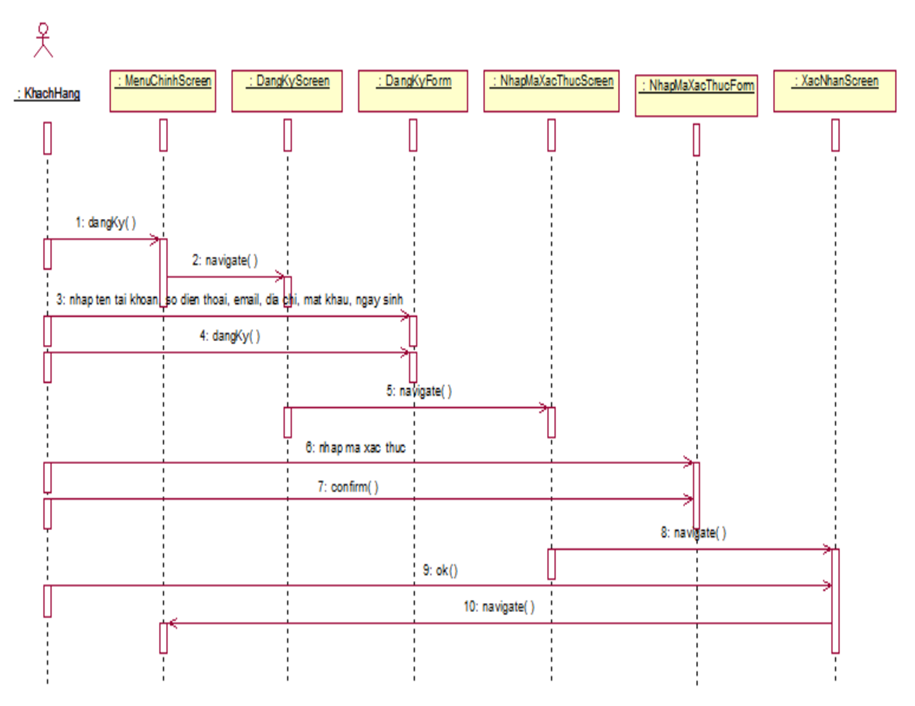 : KhachHang
: MenuChinhScreen
: DangKyScreen
: DangKyForm
: NhapMaXacThucScreen
: NhapMaXacThucForm
: XacNhanScreen
1: dangKy( )
2: navigate( )
3: nhap ten tai khoan, so dien thoai, email, dia chi, mat khau, ngay sinh
4: dangKy( )
5: navigate( )
6: nhap ma xac thuc
7: confirm( )
8: navigate( )
9: ok()
10: navigate( )